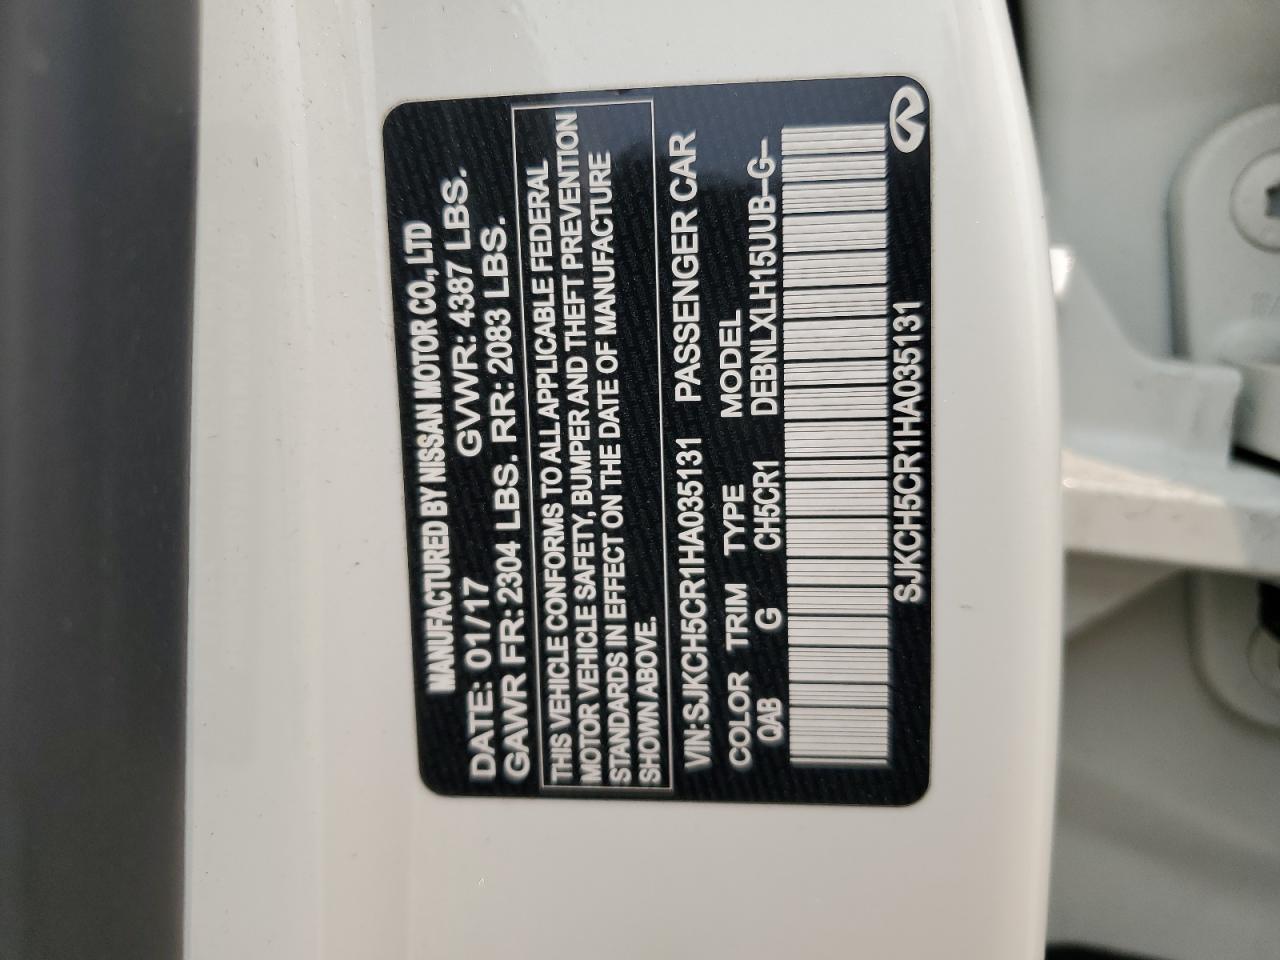 MANUFACTURED BY NISSAN MOTOR CO., LTD
DATE: 01/17 GVWR: 4387 LBS.
GAWR FR: 2304 LBS. RR: 2083 LBS.
THIS VEHICLE CONFORMS TO ALL APPLICABLE FEDERAL
MOTOR VEHICLE SAFETY, BUMPER AND THEFT PREVENTION
STANDARDS IN EFFECT ON THE DATE OF MANUFACTURE
SHOWN ABOVE.
VIN: SJKCH5CR1HA035131 PASSENGER CAR
COLOR TRIM TYPE MODEL
QAB G CH5CR1 DEBNLXLH15UUB-G-
SJKCH5CR1HA035131